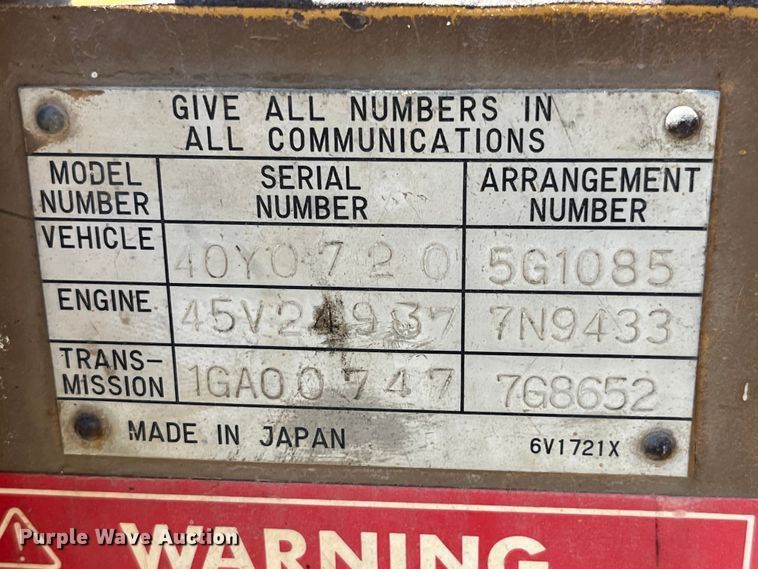 GIVE ALL NUMBERS IN
ALL COMMUNICATIONS
MODEL NUMBER SERIAL NUMBER ARRANGEMENT NUMBER
VEHICLE 40Y0720 5G1085
ENGINE 45V24937 7N9433
TRANS-MISSION 1GA00747 7G8652
MADE IN JAPAN 6V1721X
WARNING
Purple Wave Auction